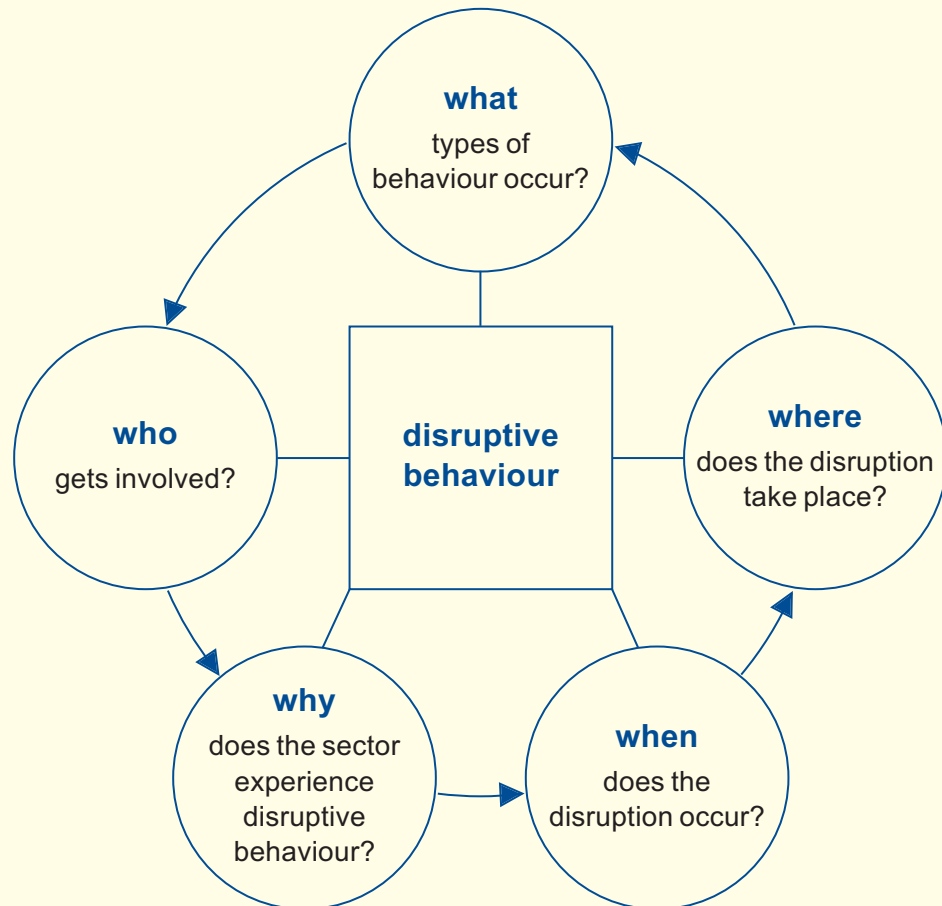 what
types of
behaviour occur?
who
gets involved?
disruptive
behaviour
where
does the disruption
take place?
why
does the sector
experience
disruptive
behaviour?
when
does the
disruption occur?